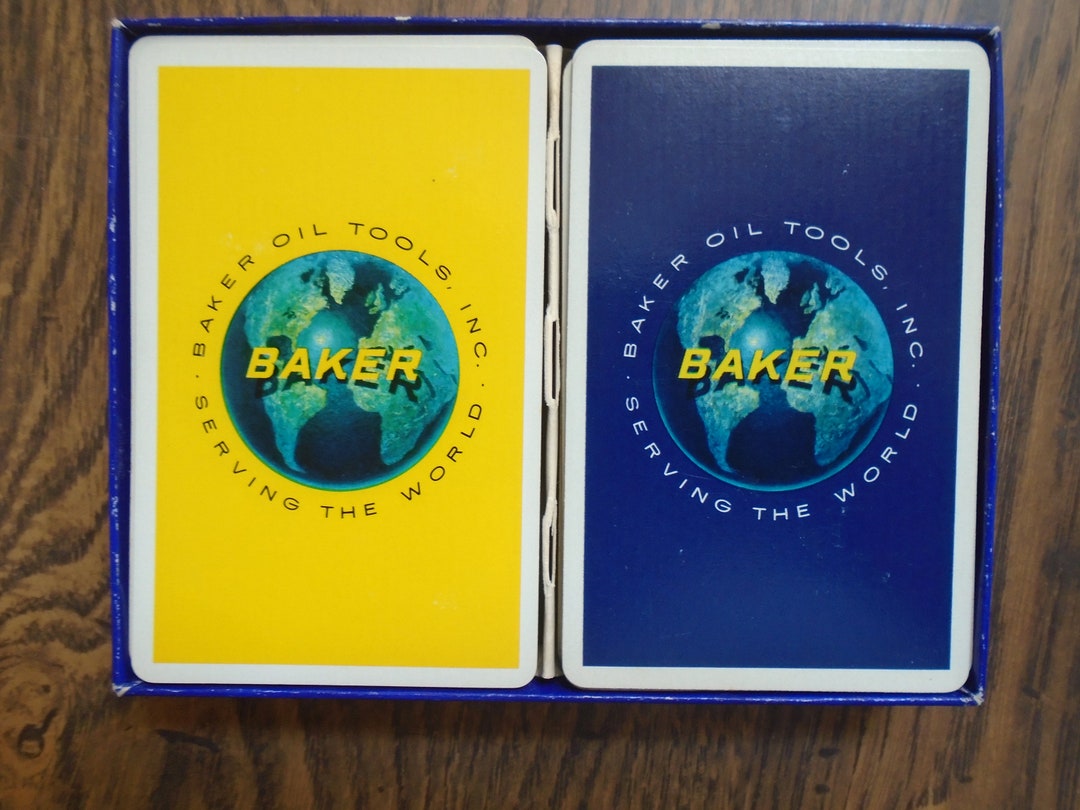 BAKER OIL TOOLS, INC. ·
BAKER
SERVING THE WORLD ·
BAKER OIL TOOLS, INC. ·
BAKER
SERVING THE WORLD ·